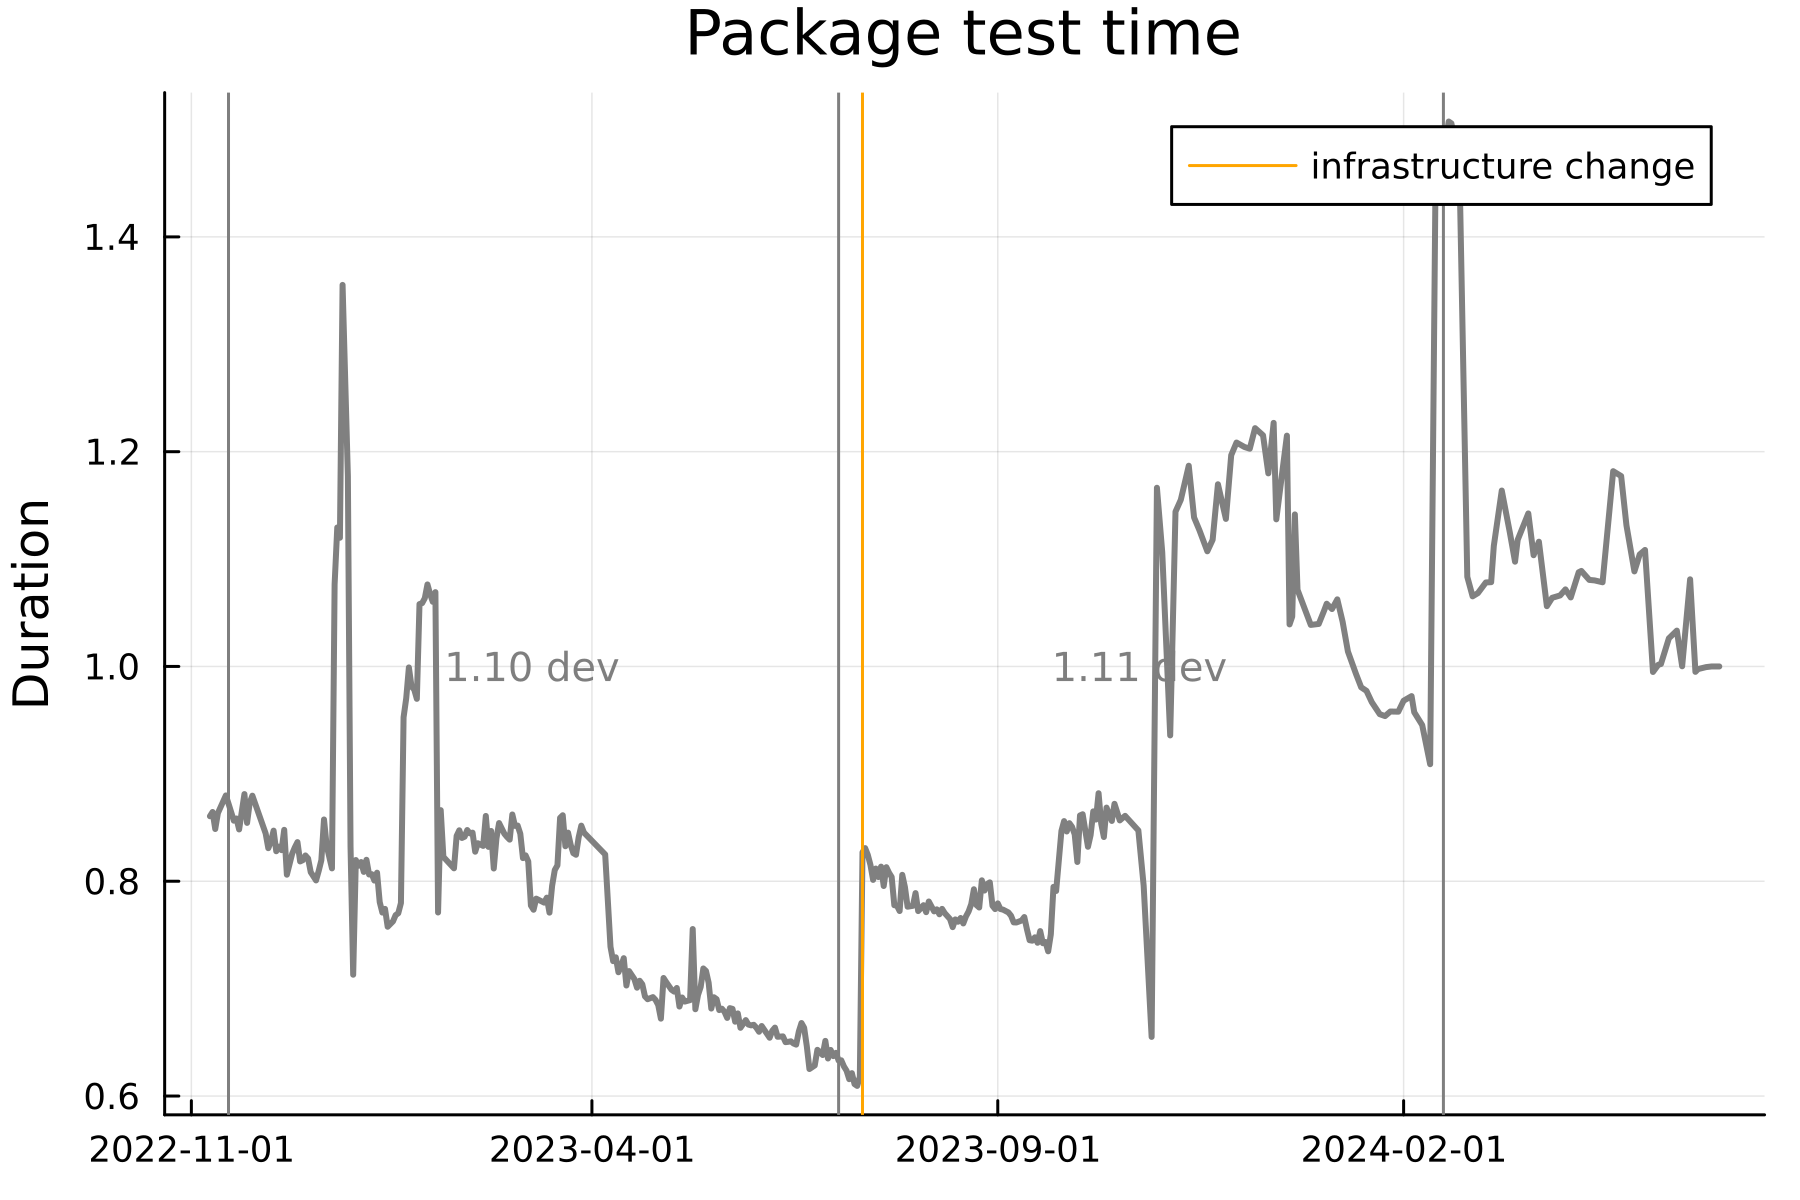 Package test time
infrastructure change
1.4
1.2
1.0
0.8
0.6
Duration
1.10 dev
1.11 dev
2022-11-01
2023-04-01
2023-09-01
2024-02-01